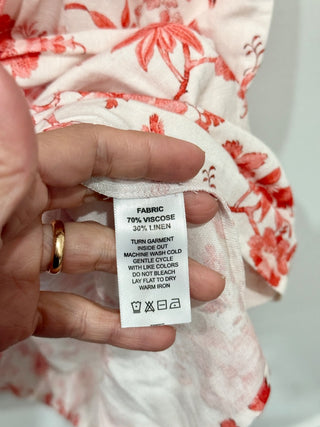 FABRIC
70% VISCOSE
30% LINEN
TURN GARMENT
INSIDE OUT
MACHINE WASH COLD
GENTLE CYCLE
WITH LIKE COLORS
DO NOT BLEACH
LAY FLAT TO DRY
WARM IRON